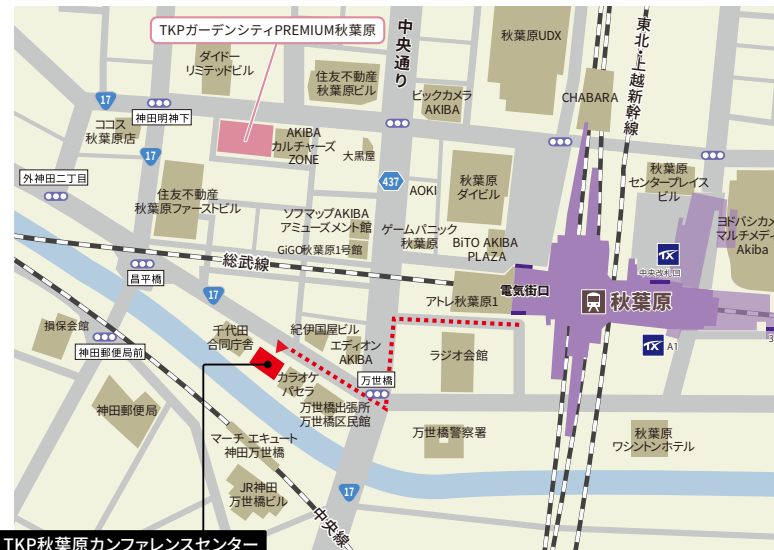 TKPガーデンシティPREMIUM秋葉原
中央通り
秋葉原UDX
東北・上越新幹線
ダイドー
リミテッドビル
住友不動産
秋葉原ビル
ビックカメラ
AKIBA
CHABARA
17
神田明神下
ココス
秋葉原店
17
AKIBA
カルチャーズ
ZONE
大黒屋
外神田二丁目
住友不動産
秋葉原ファーストビル
437
AOKI
秋葉原
ダイビル
秋葉原
センタープレイス
ビル
ソフマップAKIBA
アミューズメント館
ゲームパニック
秋葉原
GiGO秋葉原1号館
BiTO AKIBA
PLAZA
ヨドバシカメ
マルチメディ
Akiba
TX
中央改札口
総武線
昌平橋
17
電気街口
アトレ秋葉原1
秋葉原
3
損保会館
千代田
合同庁舎
紀伊国屋ビル
エディオン
AKIBA
ラジオ会館
TX
A1
神田郵便局前
カラオケ
パセラ
万世橋
神田郵便局
万世橋出張所
万世橋区民館
マーチ エキュート
神田万世橋
万世橋警察署
秋葉原
ワシントンホテル
JR神田
万世橋ビル
17
中央線
TKP秋葉原カンファレンスセンター